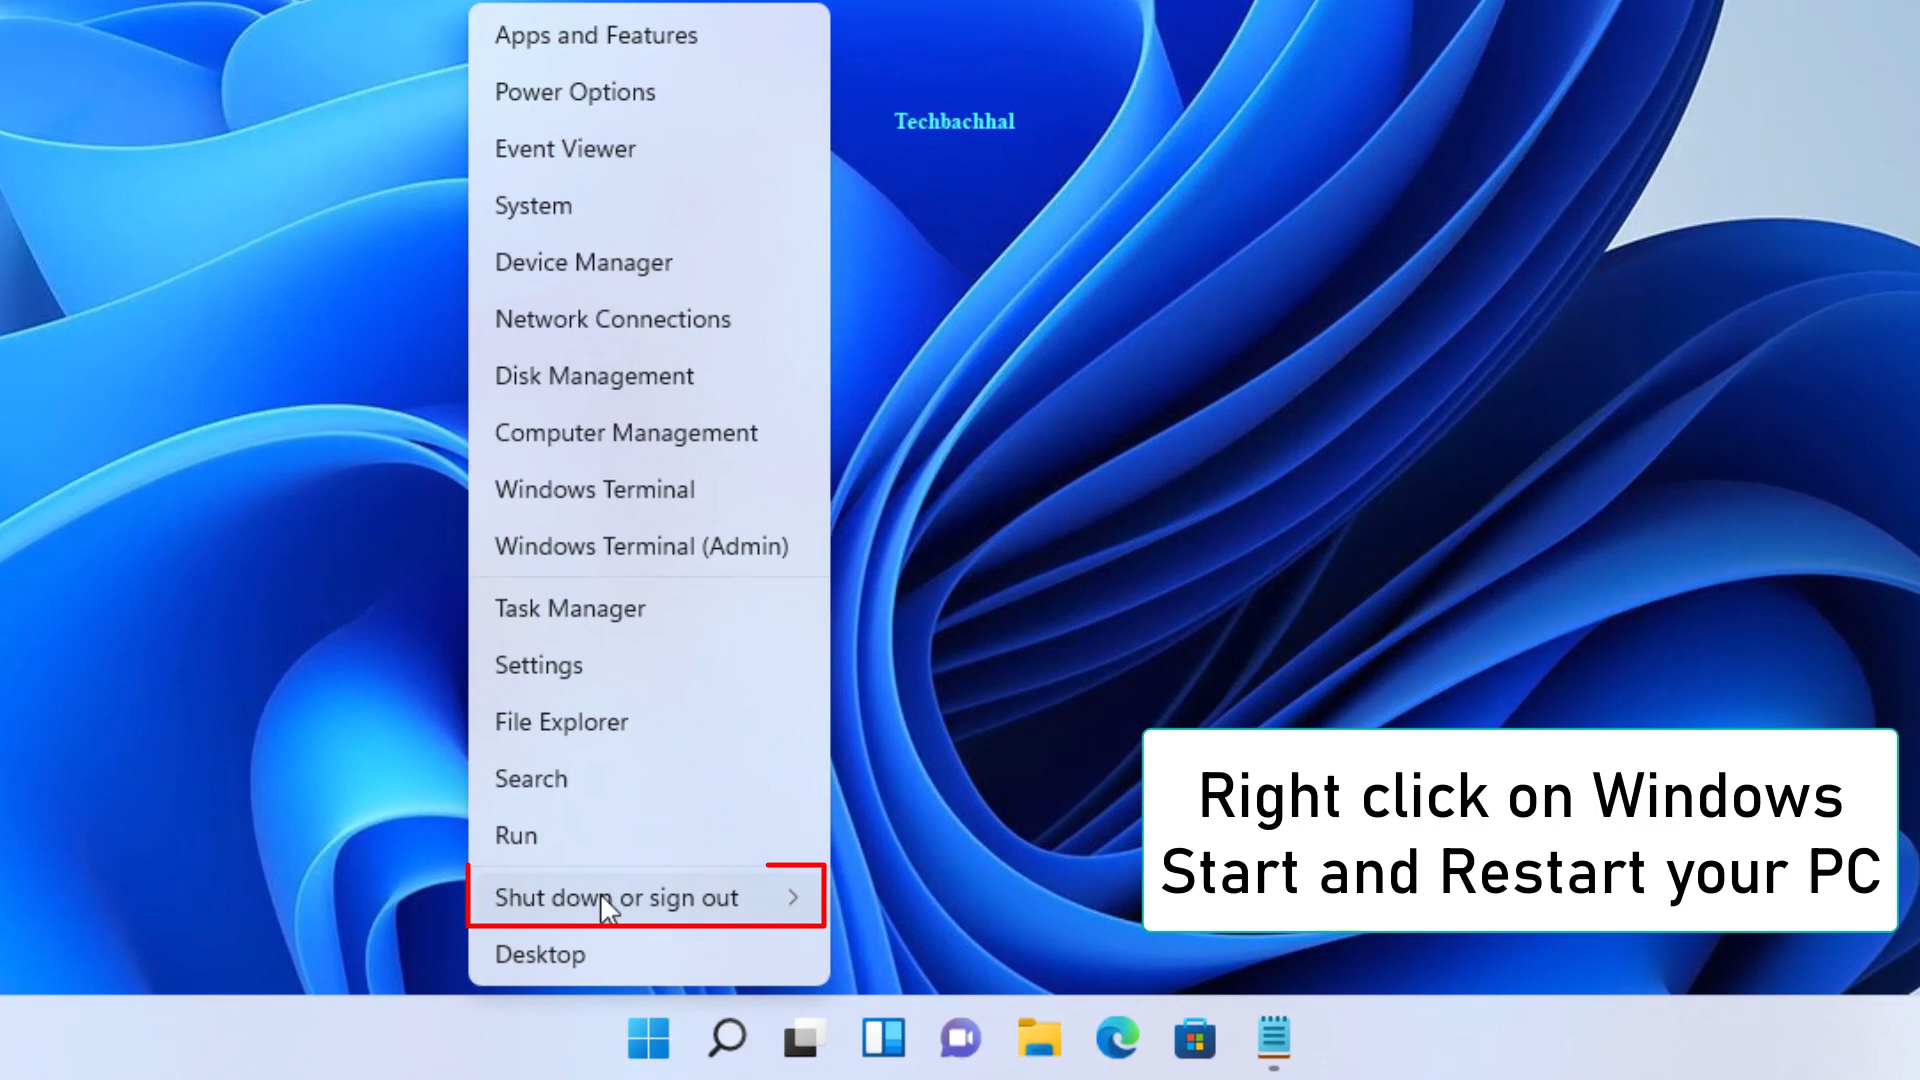 Apps and Features
Power Options
Event Viewer
System
Device Manager
Network Connections
Disk Management
Computer Management
Windows Terminal
Windows Terminal (Admin)
Task Manager
Settings
File Explorer
Search
Run
Shut down or sign out
Desktop
Techbachhal
Right click on Windows
Start and Restart your PC